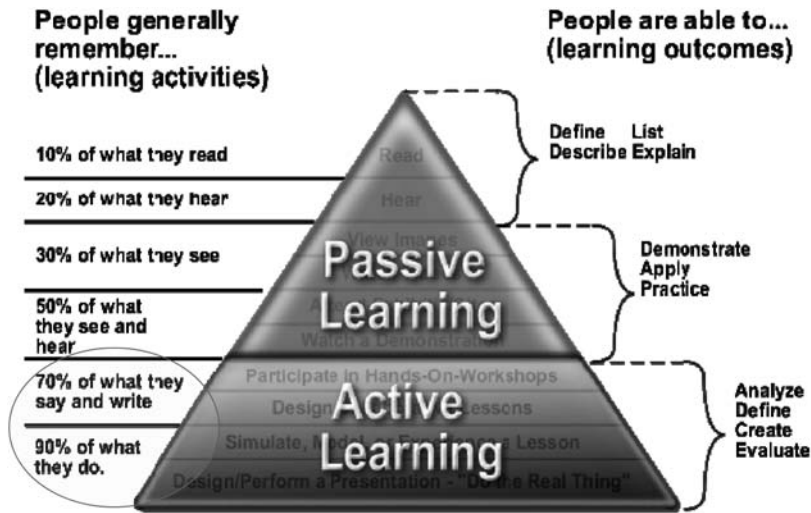 People generally
remember...
(learning activities)
People are able to...
(learning outcomes)
10% of what they read
20% of what they hear
30% of what they see
50% of what
they see and
hear
70% of what they
say and write
90% of what
they do.
Read
Hear
View Images
Passive
Learning
Watch a Demonstration
Participate in Hands-On-Workshops
Design Lessons
Active
Simulate, Model, or Experience a Lesson
Learning
Design/Perform a Presentation - "Do the Real Thing"
Define List
Describe Explain
Demonstrate
Apply
Practice
Analyze
Define
Create
Evaluate